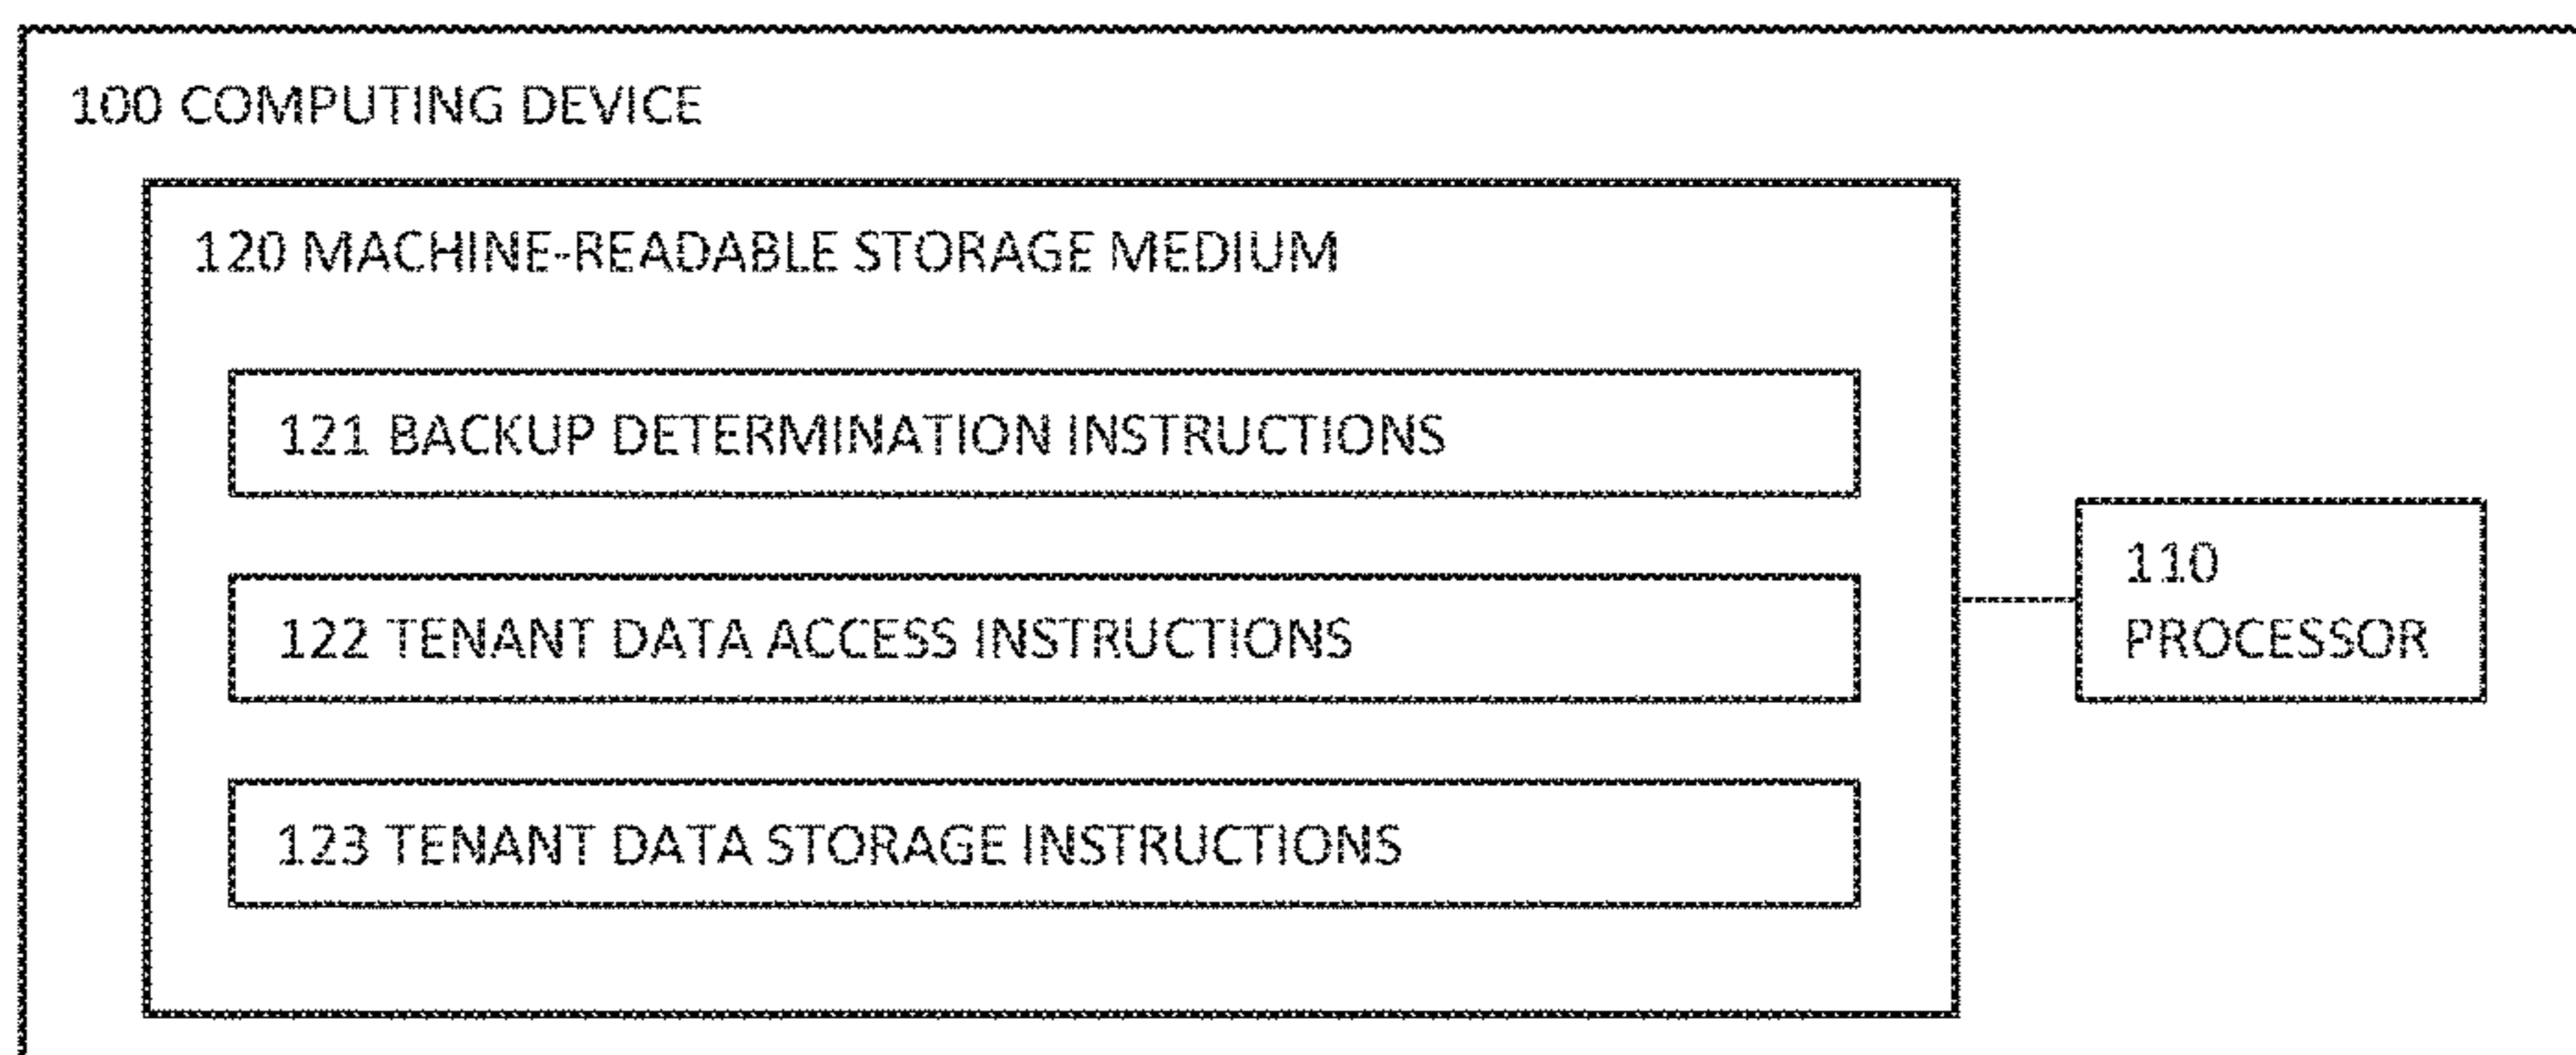 100 COMPUTING DEVICE
120 MACHINE-READABLE STORAGE MEDIUM
121 BACKUP DETERMINATION INSTRUCTIONS
122 TENANT DATA ACCESS INSTRUCTIONS
123 TENANT DATA STORAGE INSTRUCTIONS
110
PROCESSOR